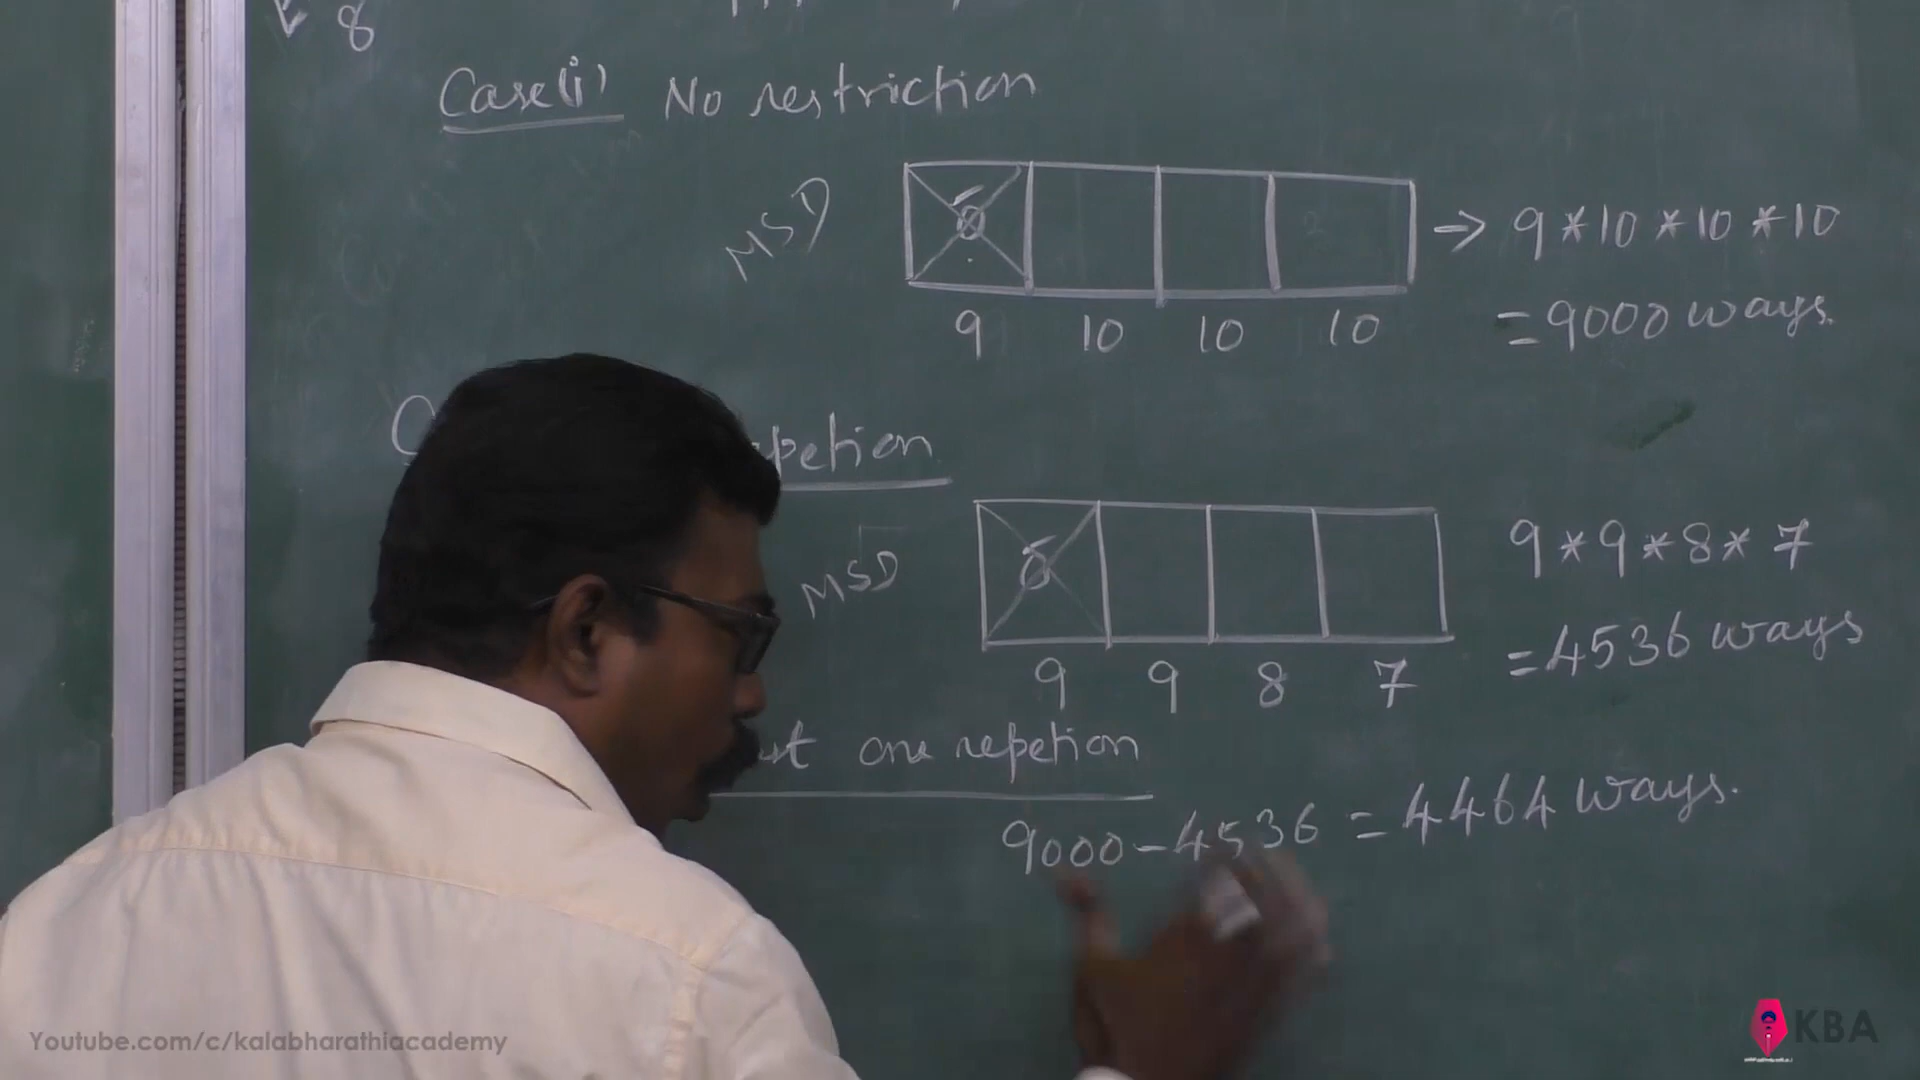 8
Case(i) No restriction
MSD 0 → 9*10*10*10
9 10 10 10 = 9000 ways.
MSD 0 9*9*8*7
9 9 8 7 = 4536 ways
one repetion
9000-4536 = 4464 ways.
Youtube.com/c/kalabharathiacademy
KBA